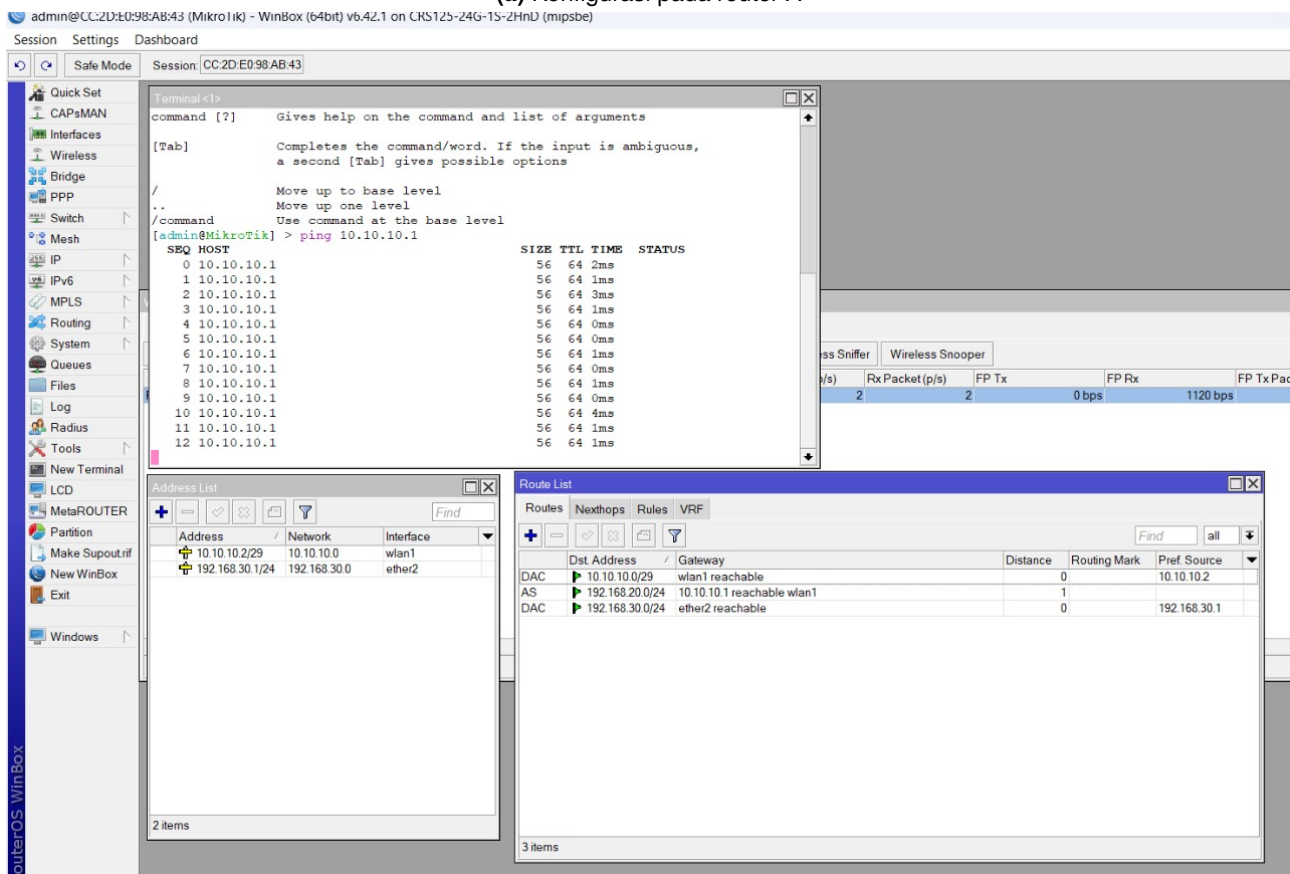 (a) Konfigurasi pada router A
admin@CC:2D:E0:98:AB:43 (MikroTik) - WinBox (64bit) v6.42.1 on CRS125-24G-1S-2HnD (mipsbe)
Session Settings Dashboard
Safe Mode Session: CC:2D:E0:98:AB:43
Quick Set
CAPsMAN
Interfaces
Wireless
Bridge
PPP
Switch
Mesh
IP
IPv6
MPLS
Routing
System
Queues
Files
Log
Radius
Tools
New Terminal
LCD
MetaROUTER
Partition
Make Supout.rif
New WinBox
Exit
Windows
RouterOS WinBox
Terminal <1>
command [?] Gives help on the command and list of arguments
[Tab] Completes the command/word. If the input is ambiguous,
a second [Tab] gives possible options
/ Move up to base level
.. Move up one level
/command Use command at the base level
[admin@MikroTik] > ping 10.10.10.1
SEQ HOST SIZE TTL TIME STATUS
0 10.10.10.1 56 64 2ms
1 10.10.10.1 56 64 1ms
2 10.10.10.1 56 64 3ms
3 10.10.10.1 56 64 1ms
4 10.10.10.1 56 64 0ms
5 10.10.10.1 56 64 0ms
6 10.10.10.1 56 64 1ms
7 10.10.10.1 56 64 0ms
8 10.10.10.1 56 64 1ms
9 10.10.10.1 56 64 0ms
10 10.10.10.1 56 64 4ms
11 10.10.10.1 56 64 1ms
12 10.10.10.1 56 64 1ms
Sniffer Wireless Snooper
Rx Packet (p/s) FP Tx FP Rx FP Tx
2 2 0 bps 1120 bps
Address List
Find
Address Network Interface
10.10.10.2/29 10.10.10.0 wlan1
192.168.30.1/24 192.168.30.0 ether2
2 items
Route List
Routes Nexthops Rules VRF
Find all
Dst. Address Gateway Distance Routing Mark Pref. Source
DAC 10.10.10.0/29 wlan1 reachable 0 10.10.10.2
AS 192.168.20.0/24 10.10.10.1 reachable wlan1 1
DAC 192.168.30.0/24 ether2 reachable 0 192.168.30.1
3 items